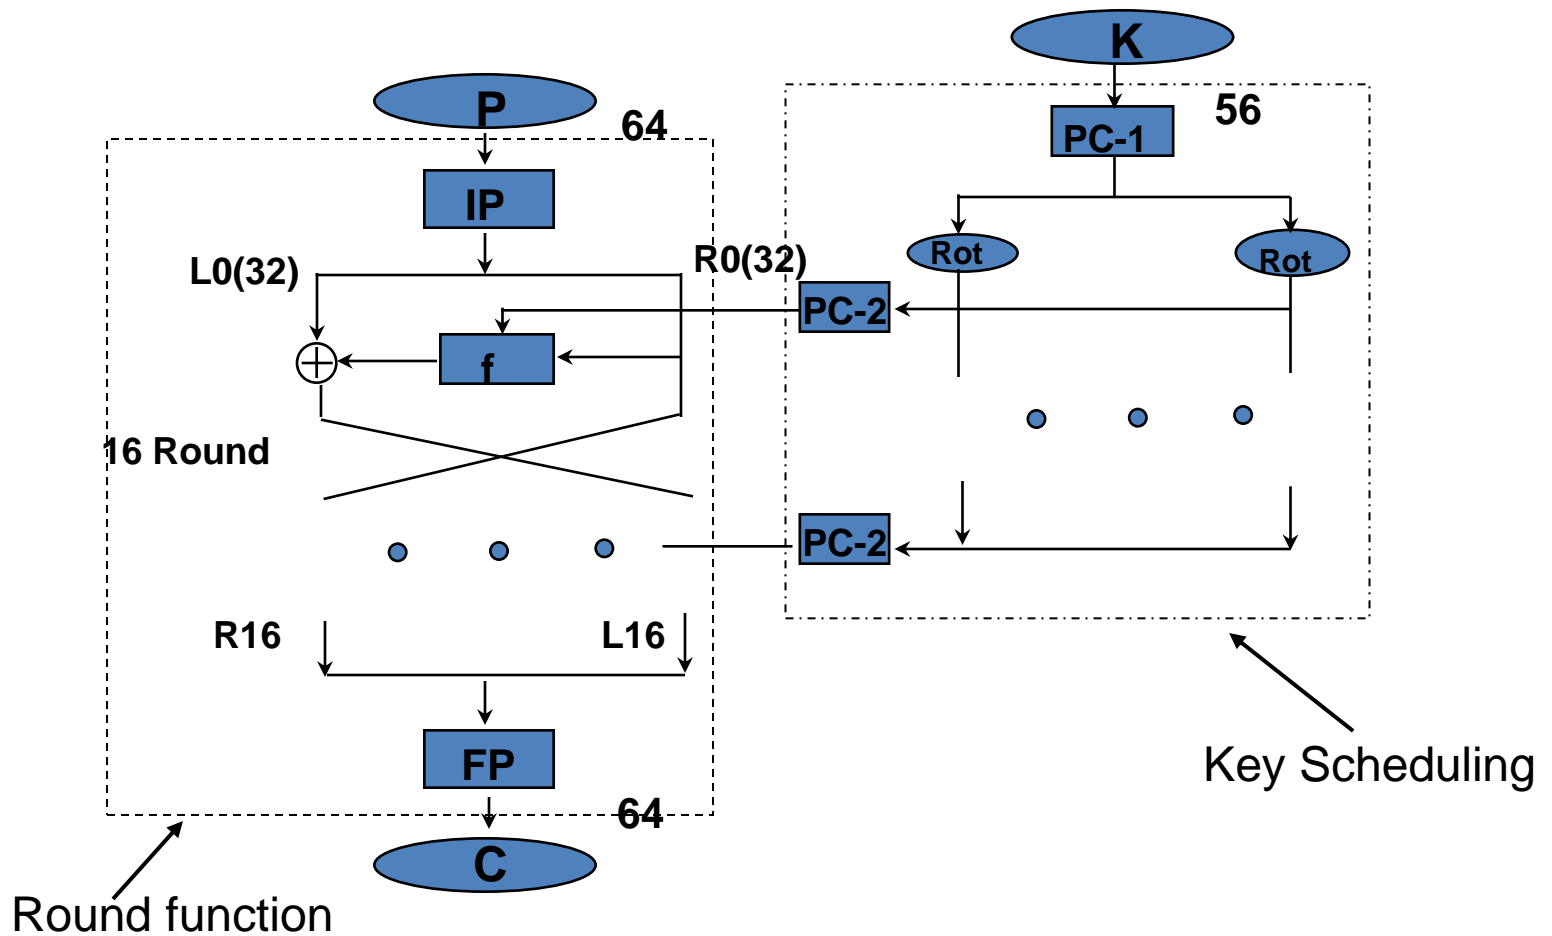 K
P
64
56
PC-1
IP
Rot
Rot
L0(32)
R0(32)
PC-2
f
16 Round
PC-2
R16
L16
FP
Key Scheduling
64
C
Round function